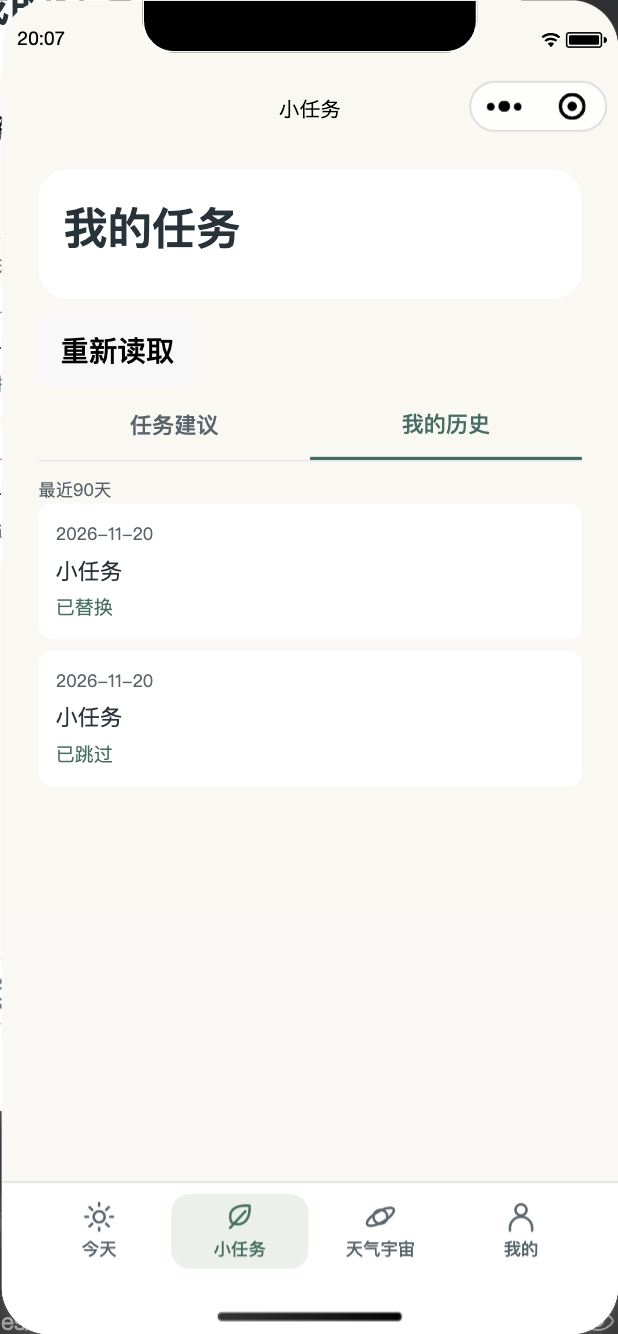 20:07
小任务
我的任务
重新读取
任务建议 我的历史
最近90天
2026-11-20
小任务
已替换
2026-11-20
小任务
已跳过
今天 小任务 天气宇宙 我的